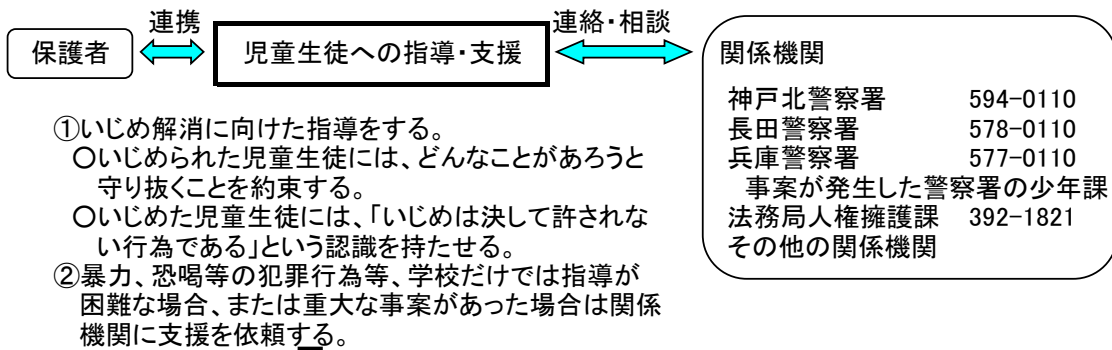 連携
連絡・相談
保護者
児童生徒への指導・支援
関係機関
神戸北警察署 594-0110
長田警察署 578-0110
兵庫警察署 577-0110
事案が発生した警察署の少年課
法務局人権擁護課 392-1821
その他の関係機関
①いじめ解消に向けた指導をする。
○いじめられた児童生徒には、どんなことがあろうと
守り抜くことを約束する。
○いじめた児童生徒には、「いじめは決して許されな
い行為である」という認識を持たせる。
②暴力、恐喝等の犯罪行為等、学校だけでは指導が
困難な場合、または重大な事案があった場合は関係
機関に支援を依頼する。